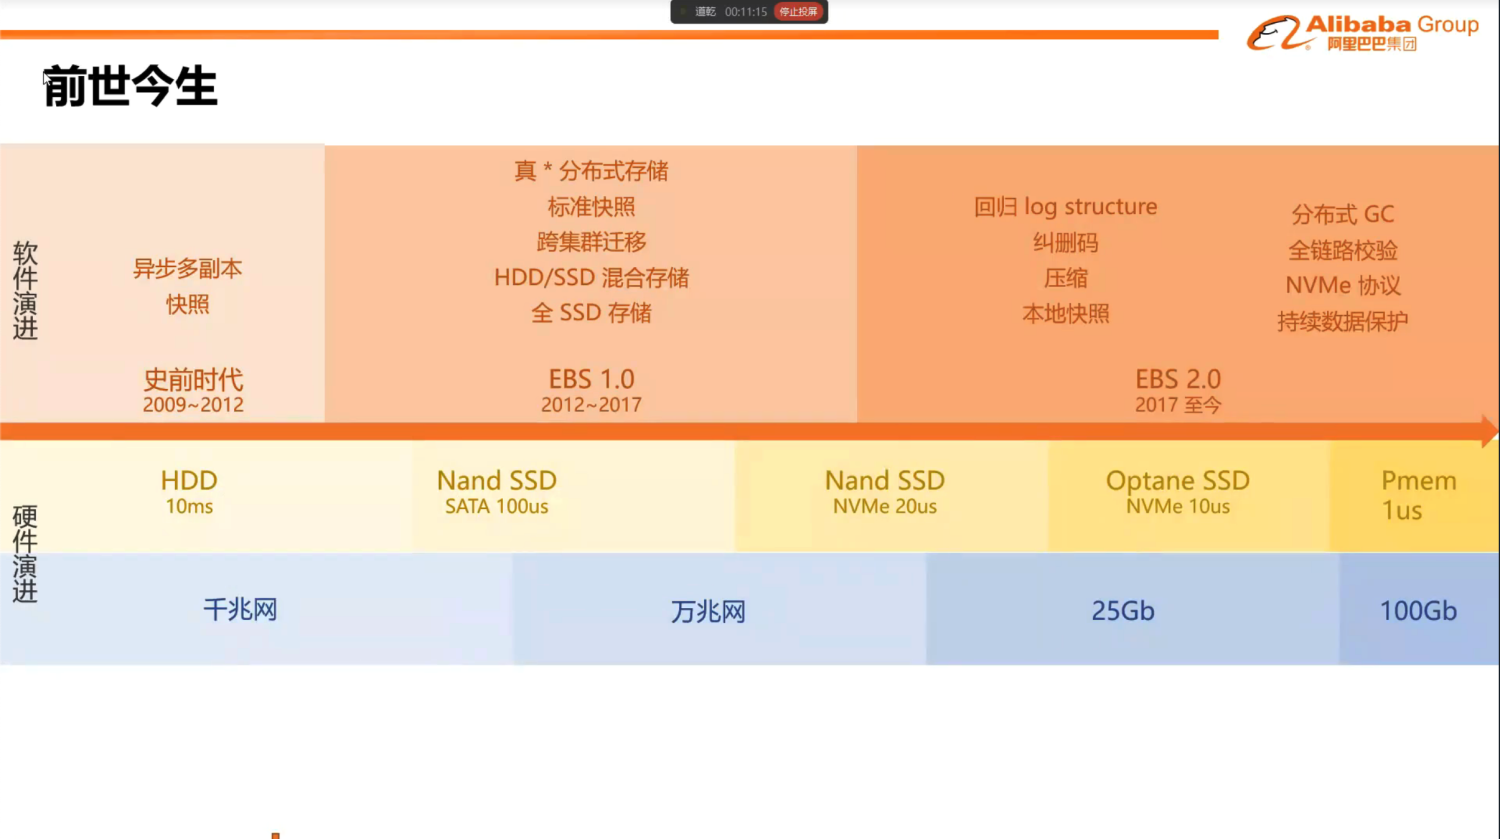 道乾 00:11:15 停止投屏
Alibaba Group
阿里巴巴集团
前世今生
软件演进
异步多副本
快照
史前时代
2009~2012
真 * 分布式存储
标准快照
跨集群迁移
HDD/SSD 混合存储
全 SSD 存储
EBS 1.0
2012~2017
回归 log structure
纠删码
压缩
本地快照
分布式 GC
全链路校验
NVMe 协议
持续数据保护
EBS 2.0
2017 至今
硬件演进
HDD
10ms
Nand SSD
SATA 100us
Nand SSD
NVMe 20us
Optane SSD
NVMe 10us
Pmem
1us
千兆网
万兆网
25Gb
100Gb